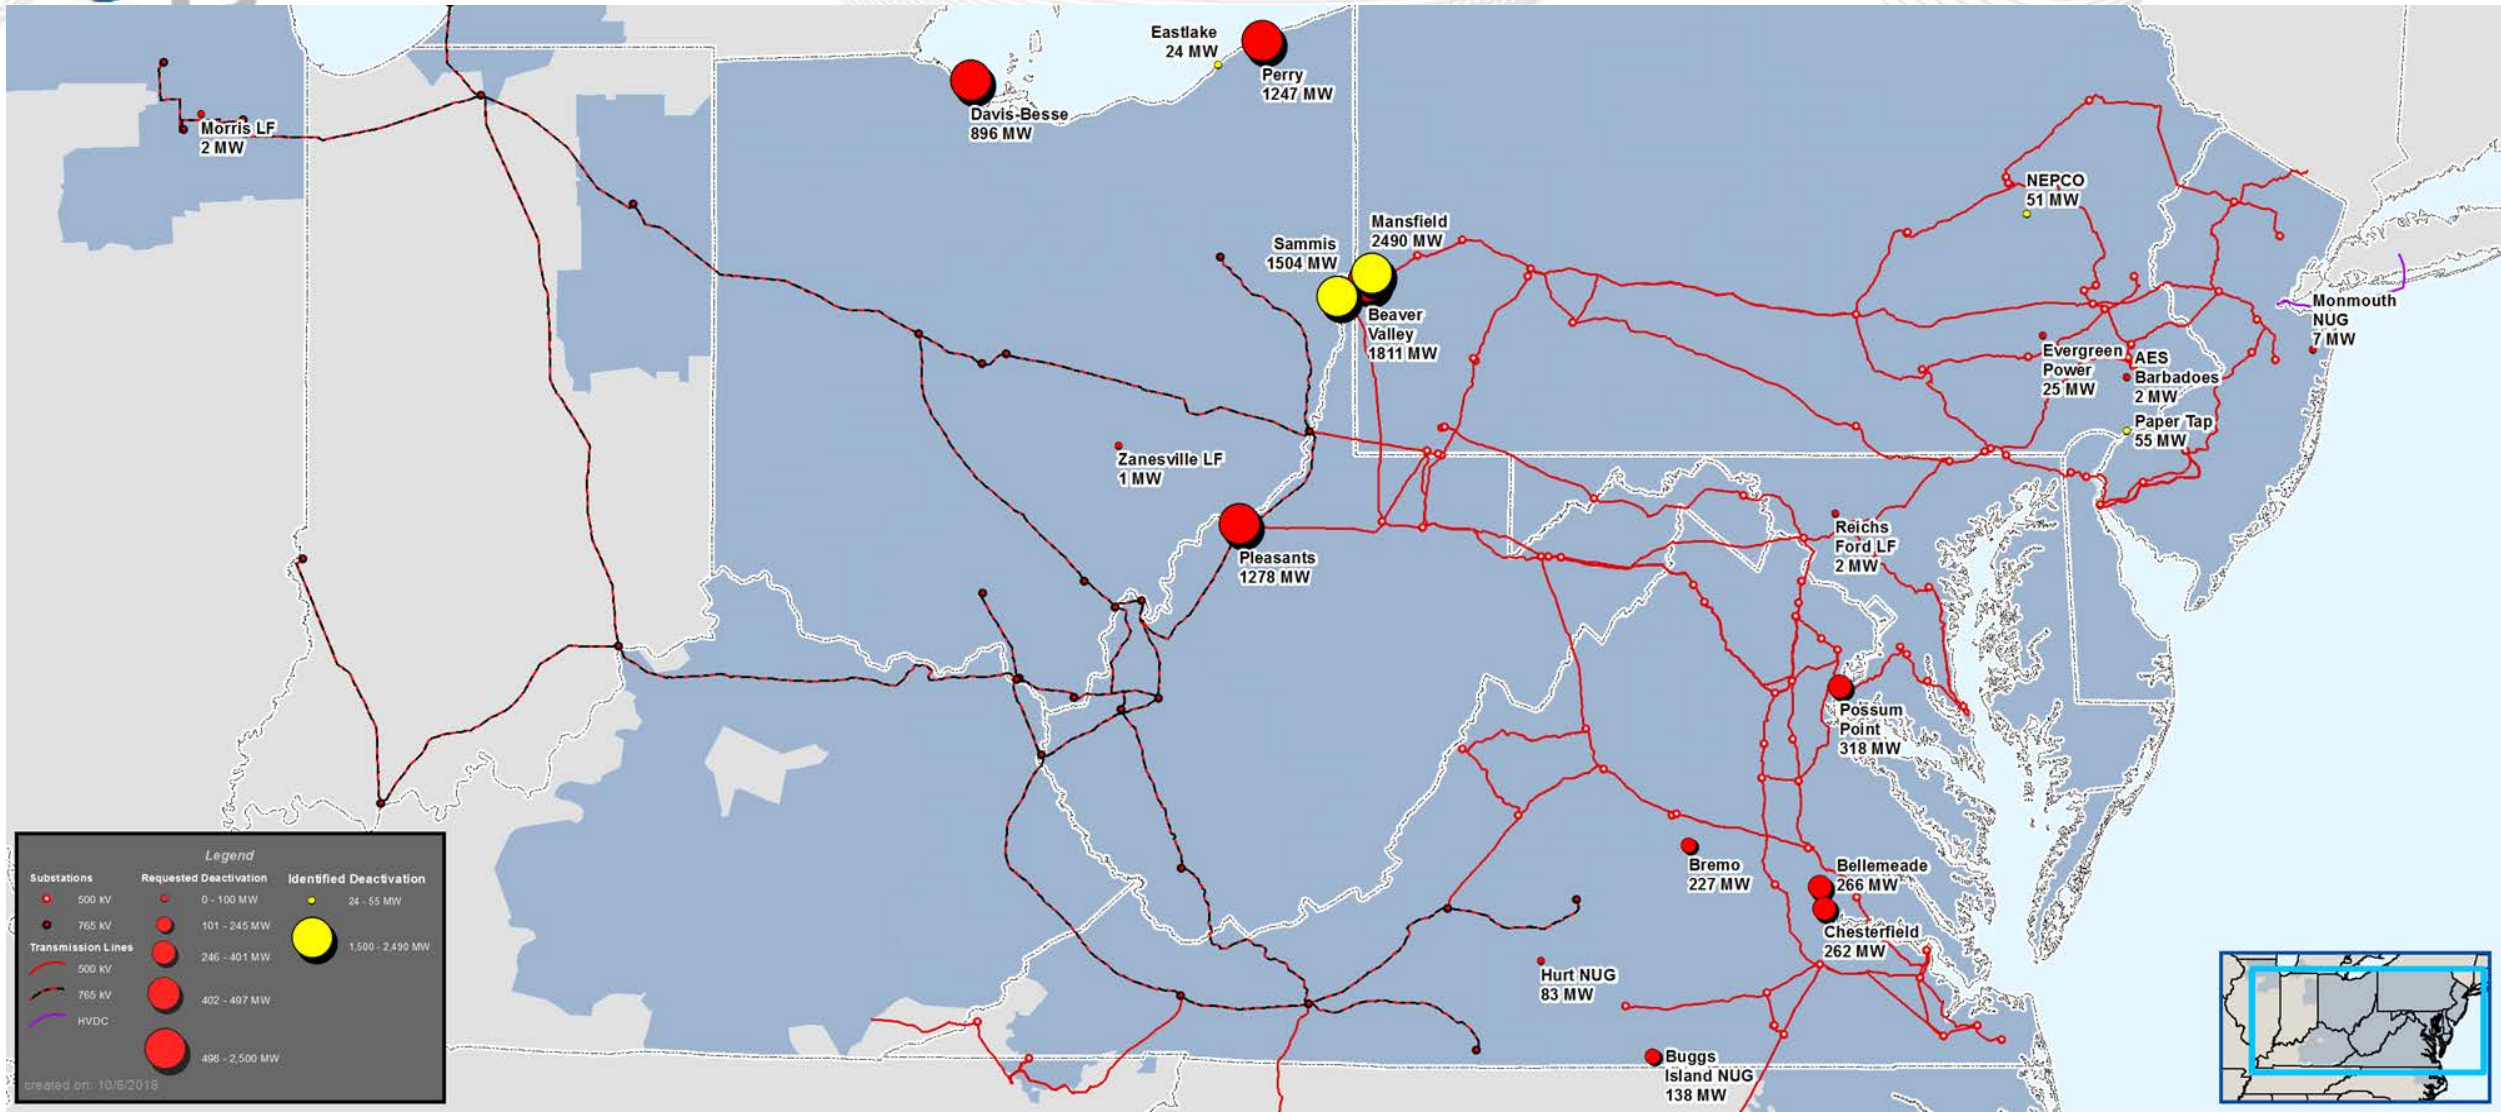 Eastlake
24 MW
Perry
1247 MW
Davis-Besse
896 MW
Morris LF
2 MW
NEPCO
51 MW
Mansfield
2490 MW
Sammis
1504 MW
Beaver
Valley
1811 MW
Monmouth
NUG
7 MW
Evergreen
Power
25 MW
AES
Barbadoes
2 MW
Paper Tap
55 MW
Zanesville LF
1 MW
Pleasants
1278 MW
Reichs
Ford LF
2 MW
Possum
Point
318 MW
Bremo
227 MW
Bellemeade
266 MW
Chesterfield
262 MW
Hurt NUG
83 MW
Buggs
Island NUG
138 MW
Legend
Substations
500 kV
765 kV
Transmission Lines
500 kV
765 kV
HVDC
Requested Deactivation
0 - 100 MW
101 - 245 MW
246 - 401 MW
402 - 497 MW
498 - 2,500 MW
Identified Deactivation
24 - 55 MW
1,500 - 2,490 MW
created on: 10/6/2018